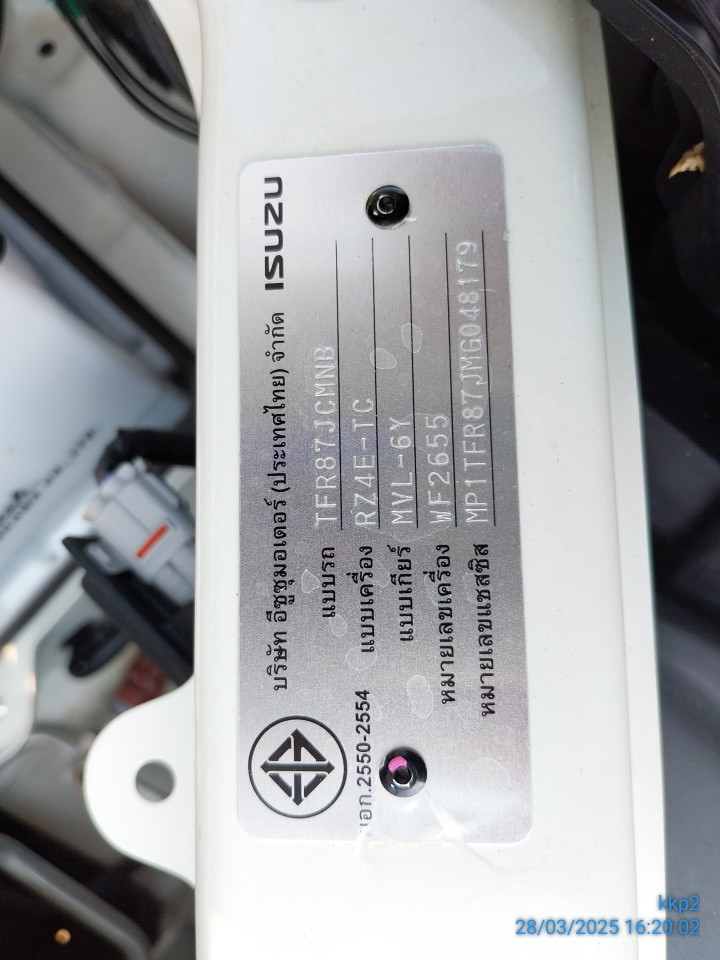 บริษัท อีซูซุมอเตอร์ (ประเทศไทย) จำกัด ISUZU
แบบรถ TFR87JCMNB
แบบเครื่อง RZ4E-TC
แบบเกียร์ MVL-6Y
หมายเลขเครื่อง WF2655
หมายเลขแชสซิส MP1TFR87JMG048179
มอก.2550-2554
kkp2
28/03/2025 16:20:02